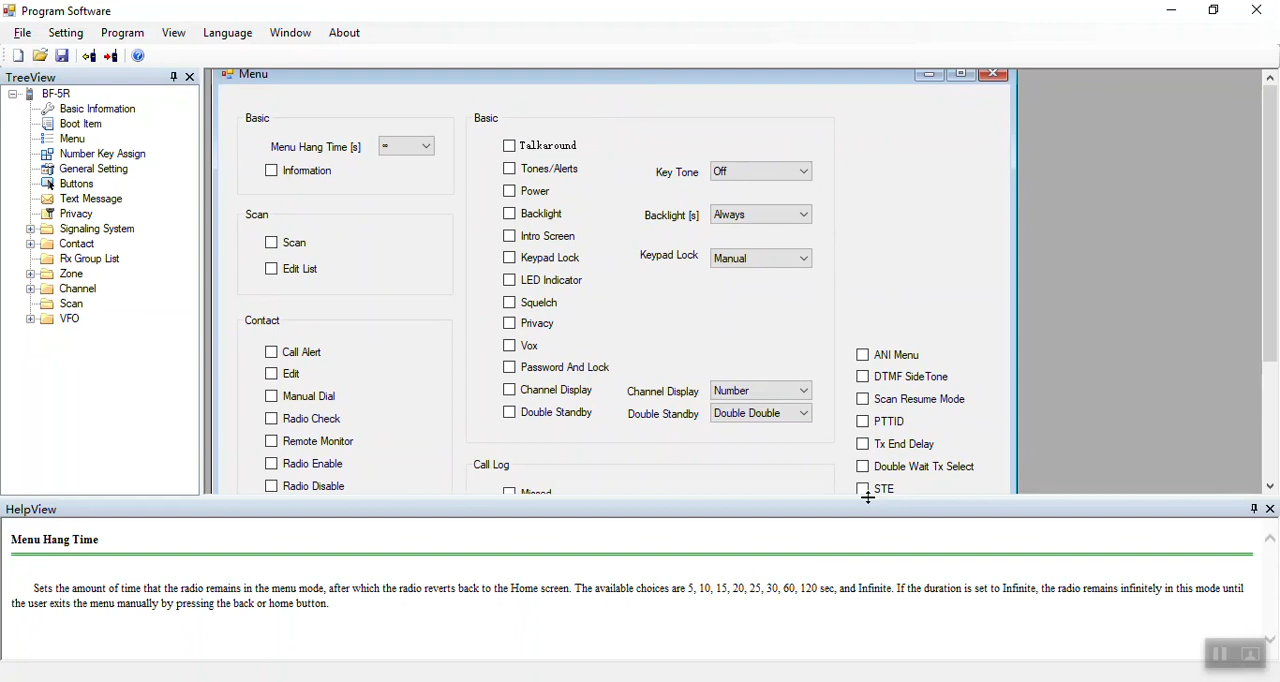 Program Software
File Setting Program View Language Window About
TreeView
BF-5R
Basic Information
Boot Item
Menu
Number Key Assign
General Setting
Buttons
Text Message
Privacy
Signaling System
Contact
Rx Group List
Zone
Channel
Scan
VFO
Menu
Basic
Menu Hang Time [s] ∞
Information
Scan
Scan
Edit List
Contact
Call Alert
Edit
Manual Dial
Radio Check
Remote Monitor
Radio Enable
Radio Disable
Basic
Talkaround
Tones/Alerts Key Tone Off
Power
Backlight Backlight [s] Always
Intro Screen
Keypad Lock Keypad Lock Manual
LED Indicator
Squelch
Privacy
Vox
Password And Lock
Channel Display Channel Display Number
Double Standby Double Standby Double Double
Call Log
Missed
ANI Menu
DTMF SideTone
Scan Resume Mode
PTTID
Tx End Delay
Double Wait Tx Select
STE
HelpView
Menu Hang Time
Sets the amount of time that the radio remains in the menu mode, after which the radio reverts back to the Home screen. The available choices are 5, 10, 15, 20, 25, 30, 60, 120 sec, and Infinite. If the duration is set to Infinite, the radio remains infinitely in this mode until
the user exits the menu manually by pressing the back or home button.